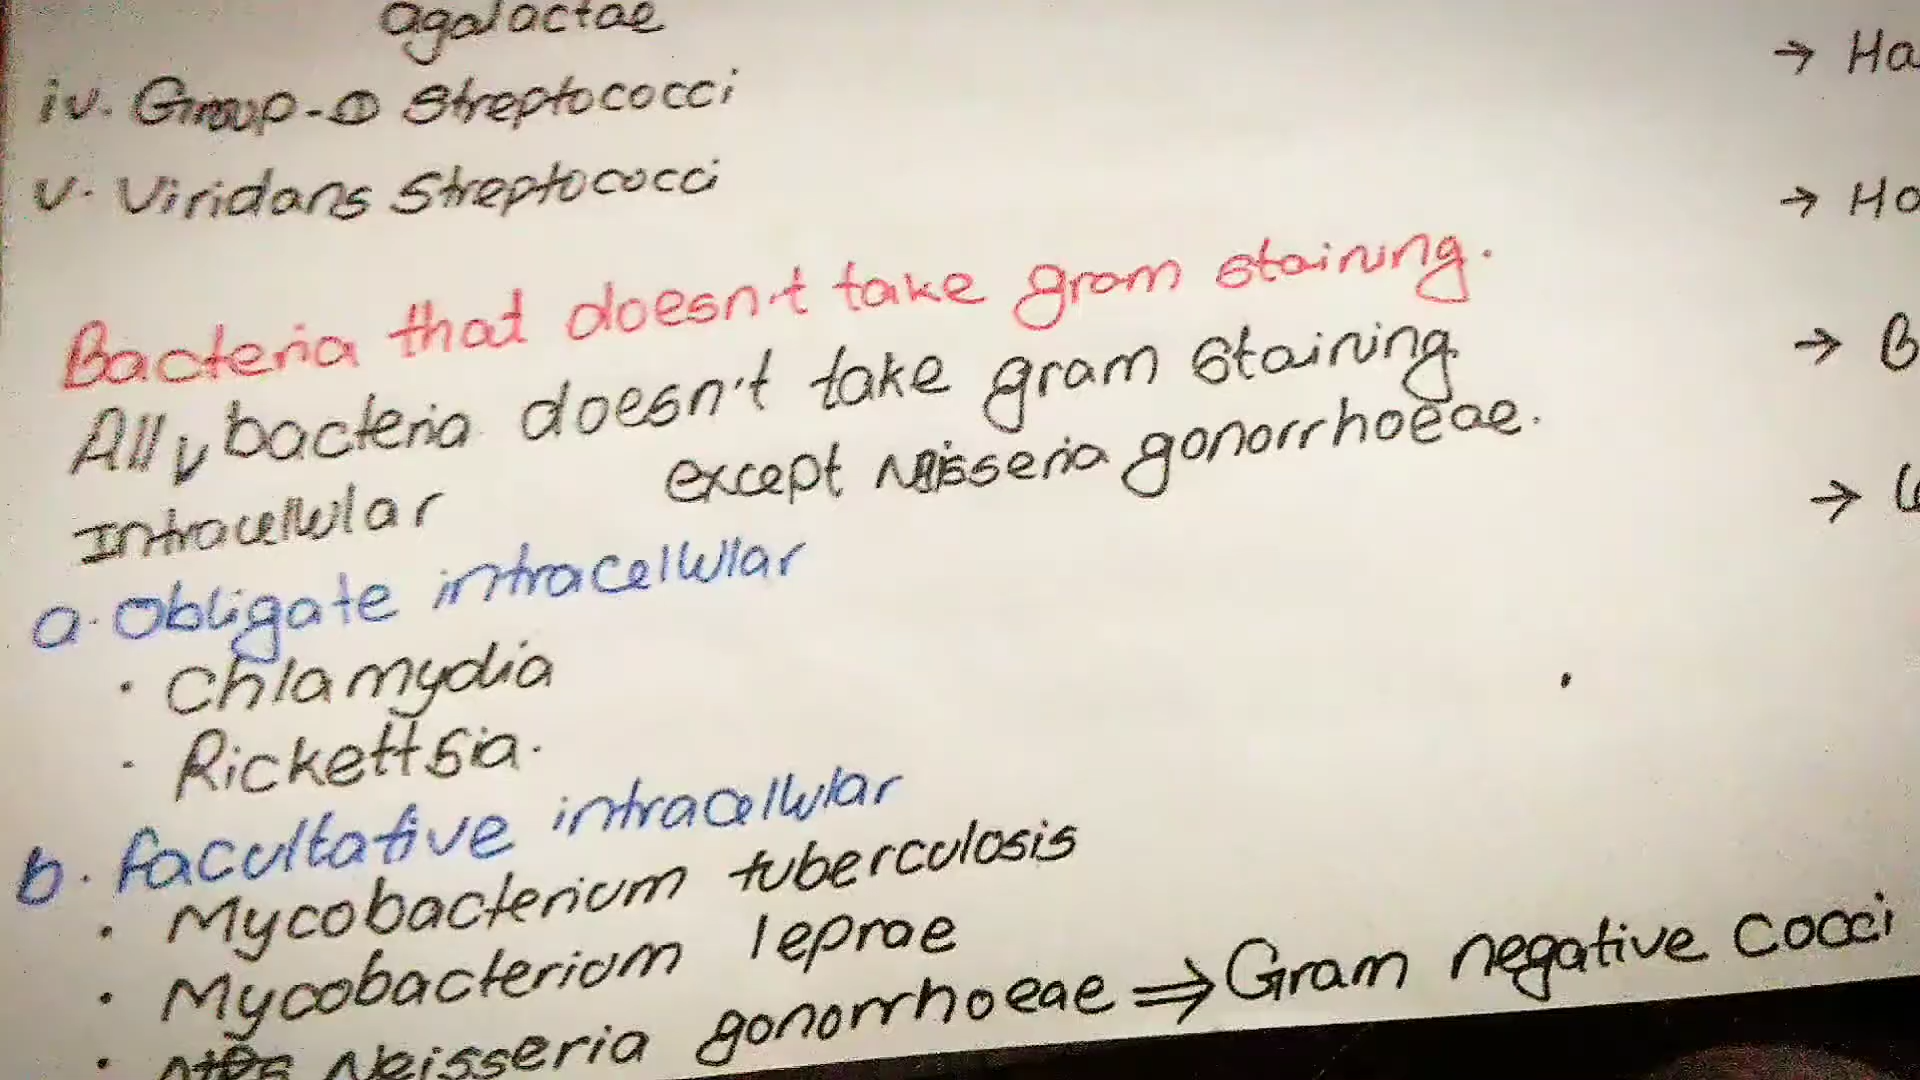 agalactae
iv. Group-D Streptococci
v. Viridans Streptococci
Bacteria that doesn't take gram staining.
All bacteria doesn't take gram staining
Intracellular except Neisseria gonorrhoeae.
a. Obligate intracellular
• Chlamydia
• Rickettsia.
b. facultative intracellular
• Mycobacterium tuberculosis
• Mycobacterium leprae
• Neisseria gonorrhoeae ⇒ Gram negative cocci
→ Ha
→ Ha
→ B
→